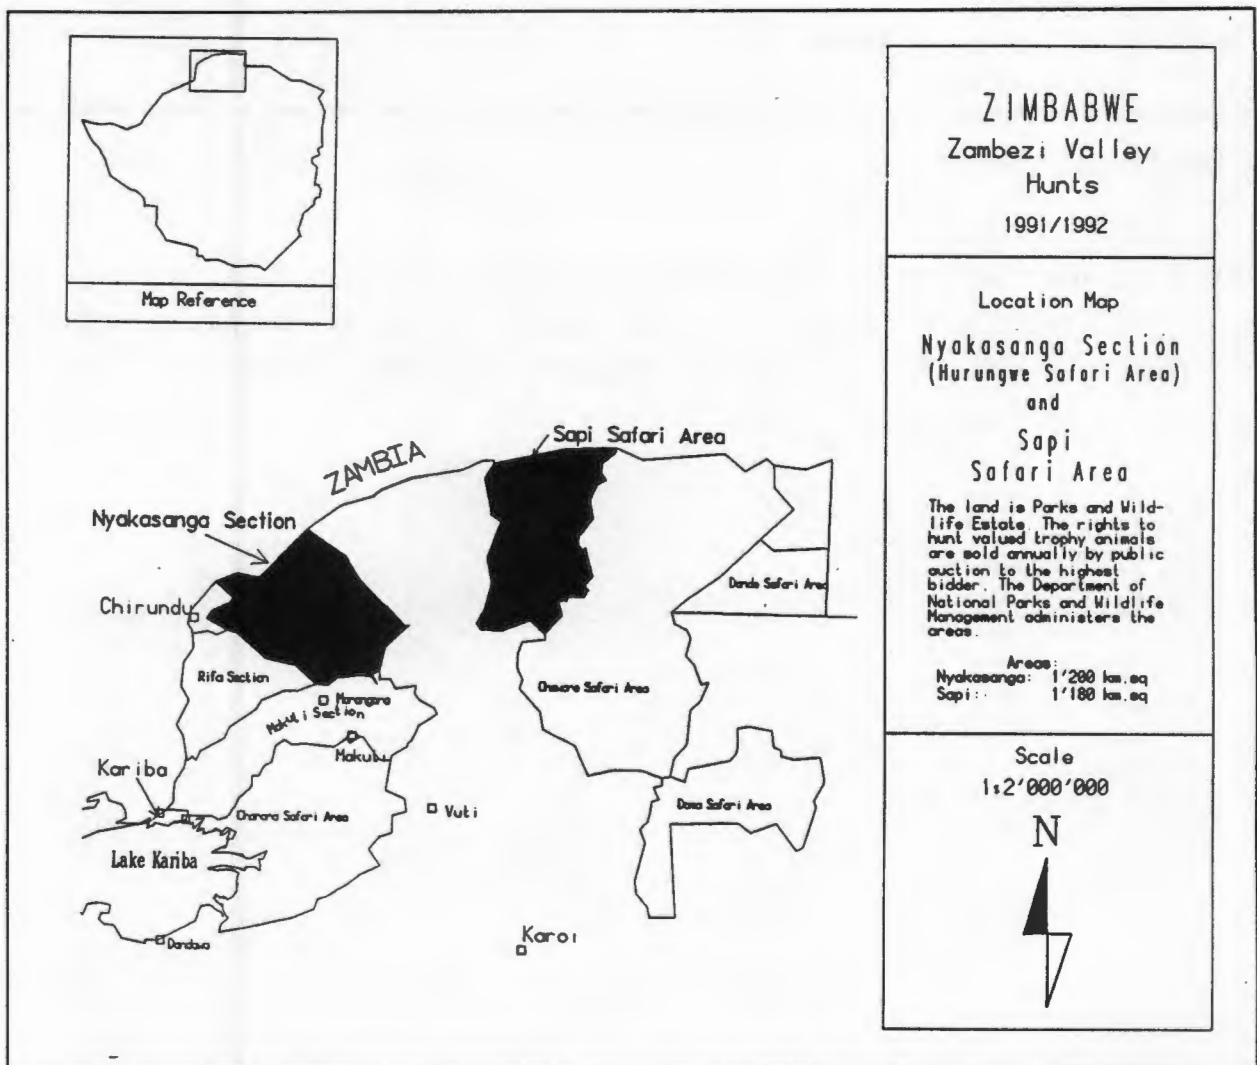 Map Reference
ZIMBABWE
Zambezi Valley
Hunts
1991/1992
Location Map
Nyakasanga Section
(Hurungwe Safari Area)
and
Sapi
Safari Area
The land is Parks and Wild-
life Estate. The rights to
hunt valued trophy animals
are sold annually by public
auction to the highest
bidder. The Department of
National Parks and Wildlife
Management administers the
areas.
Areas:
Nyakasanga: 1'200 km.sq
Sapi: 1'180 km.sq
Scale
1:2'000'000
N
Sapi Safari Area
ZAMBIA
Nyakasanga Section
Chirundu
Dande Safari Area
Rifa Section
Chewore Safari Area
Marongora
Makuti Section
Makuti
Kariba
Charara Safari Area
Vuti
Doma Safari Area
Lake Kariba
Dandawa
Karoi